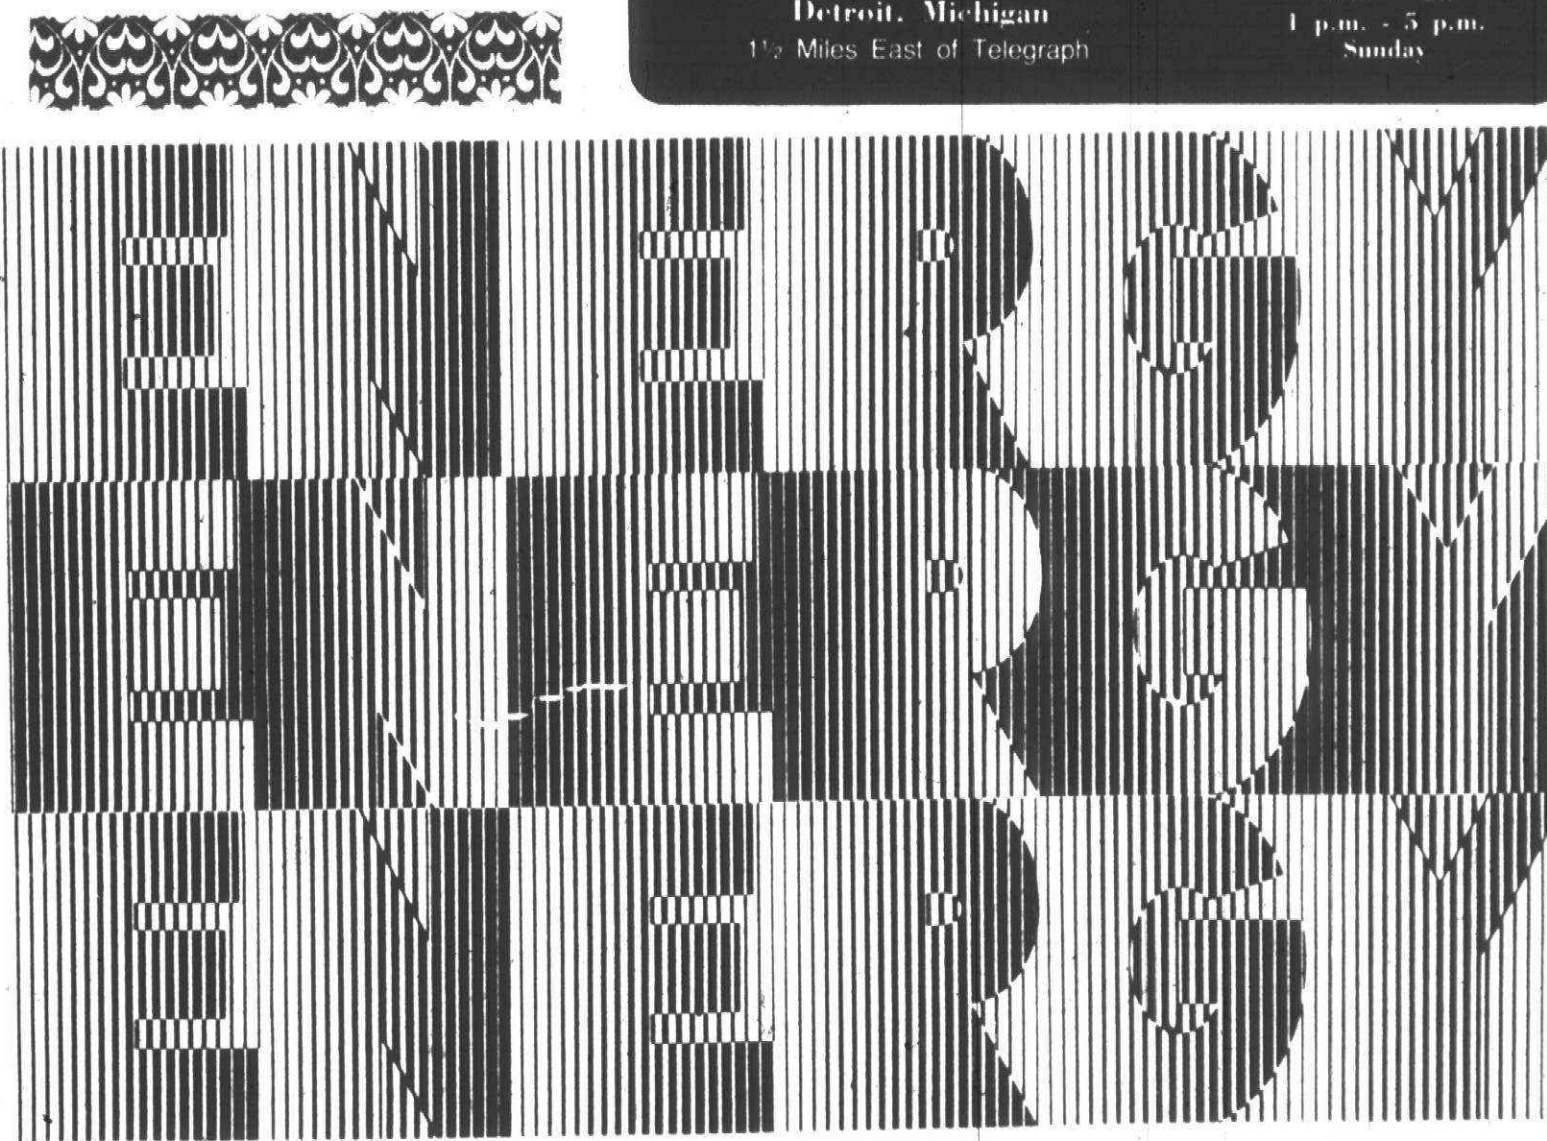 Detroit, Michigan
1½ Miles East of Telegraph
1 p.m. - 5 p.m.
Sunday
ENERGY
ENERGY
ENERGY